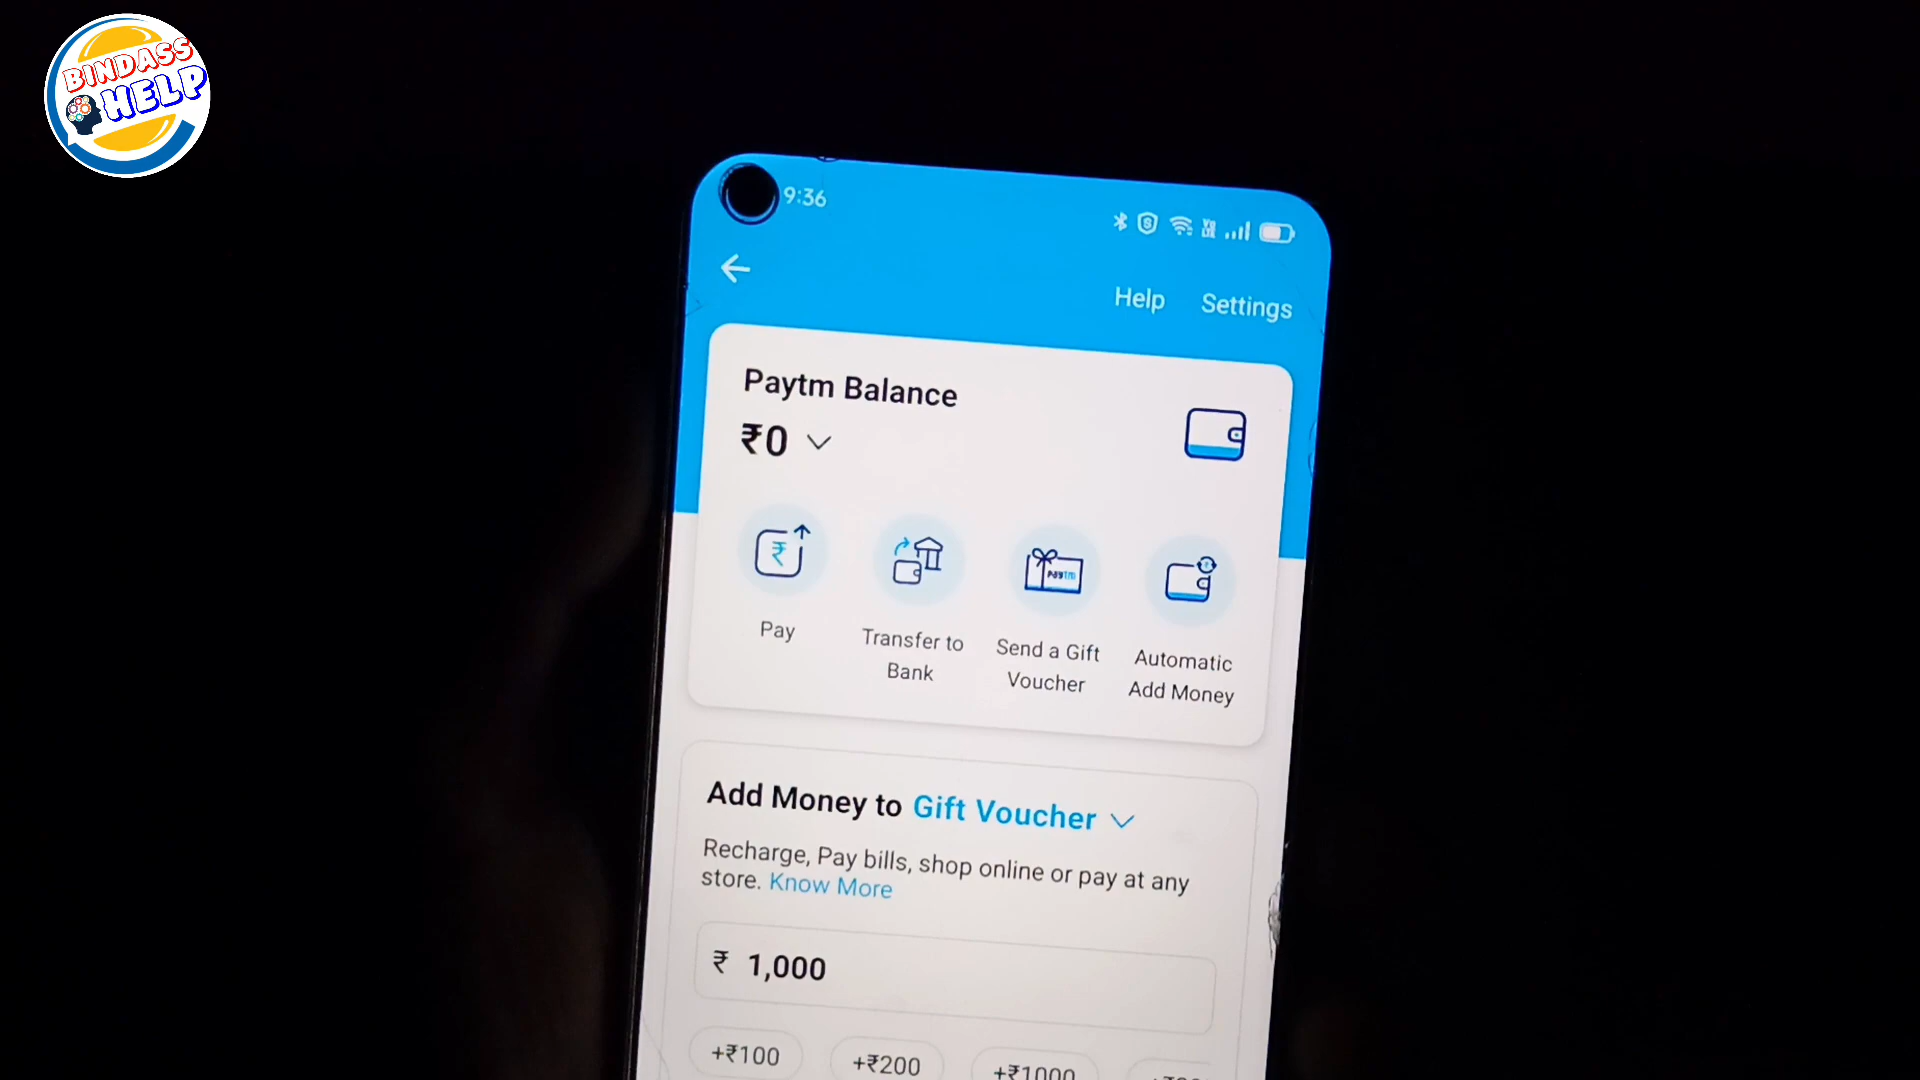 BINDASS
HELP
9:36
Help Settings
Paytm Balance
₹0
Pay
Transfer to
Bank
Send a Gift
Voucher
Automatic
Add Money
Add Money to Gift Voucher
Recharge, Pay bills, shop online or pay at any
store. Know More
₹ 1,000
+₹100 +₹200 +₹1000